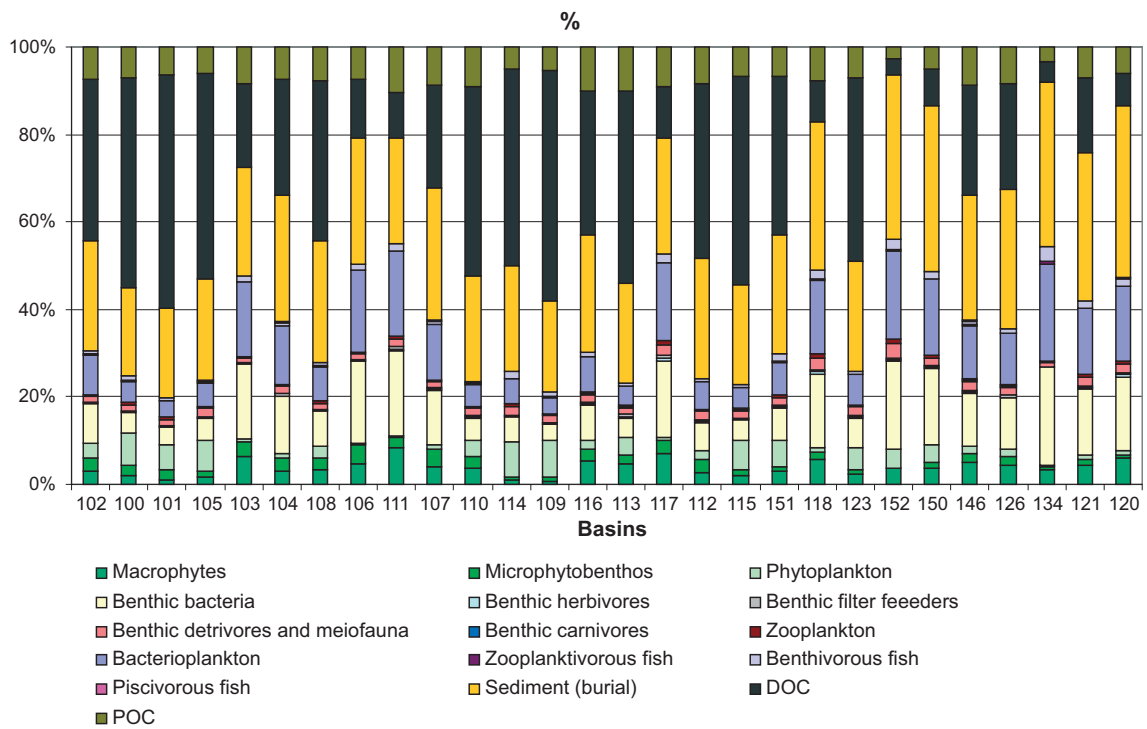 %
100%
80%
60%
40%
20%
0%
102 100 101 105 103 104 108 106 111 107 110 114 109 116 113 117 112 115 151 118 123 152 150 146 126 134 121 120
Basins
Macrophytes Microphytobenthos Phytoplankton
Benthic bacteria Benthic herbivores Benthic filter feeeders
Benthic detrivores and meiofauna Benthic carnivores Zooplankton
Bacterioplankton Zooplanktivorous fish Benthivorous fish
Piscivorous fish Sediment (burial) DOC
POC